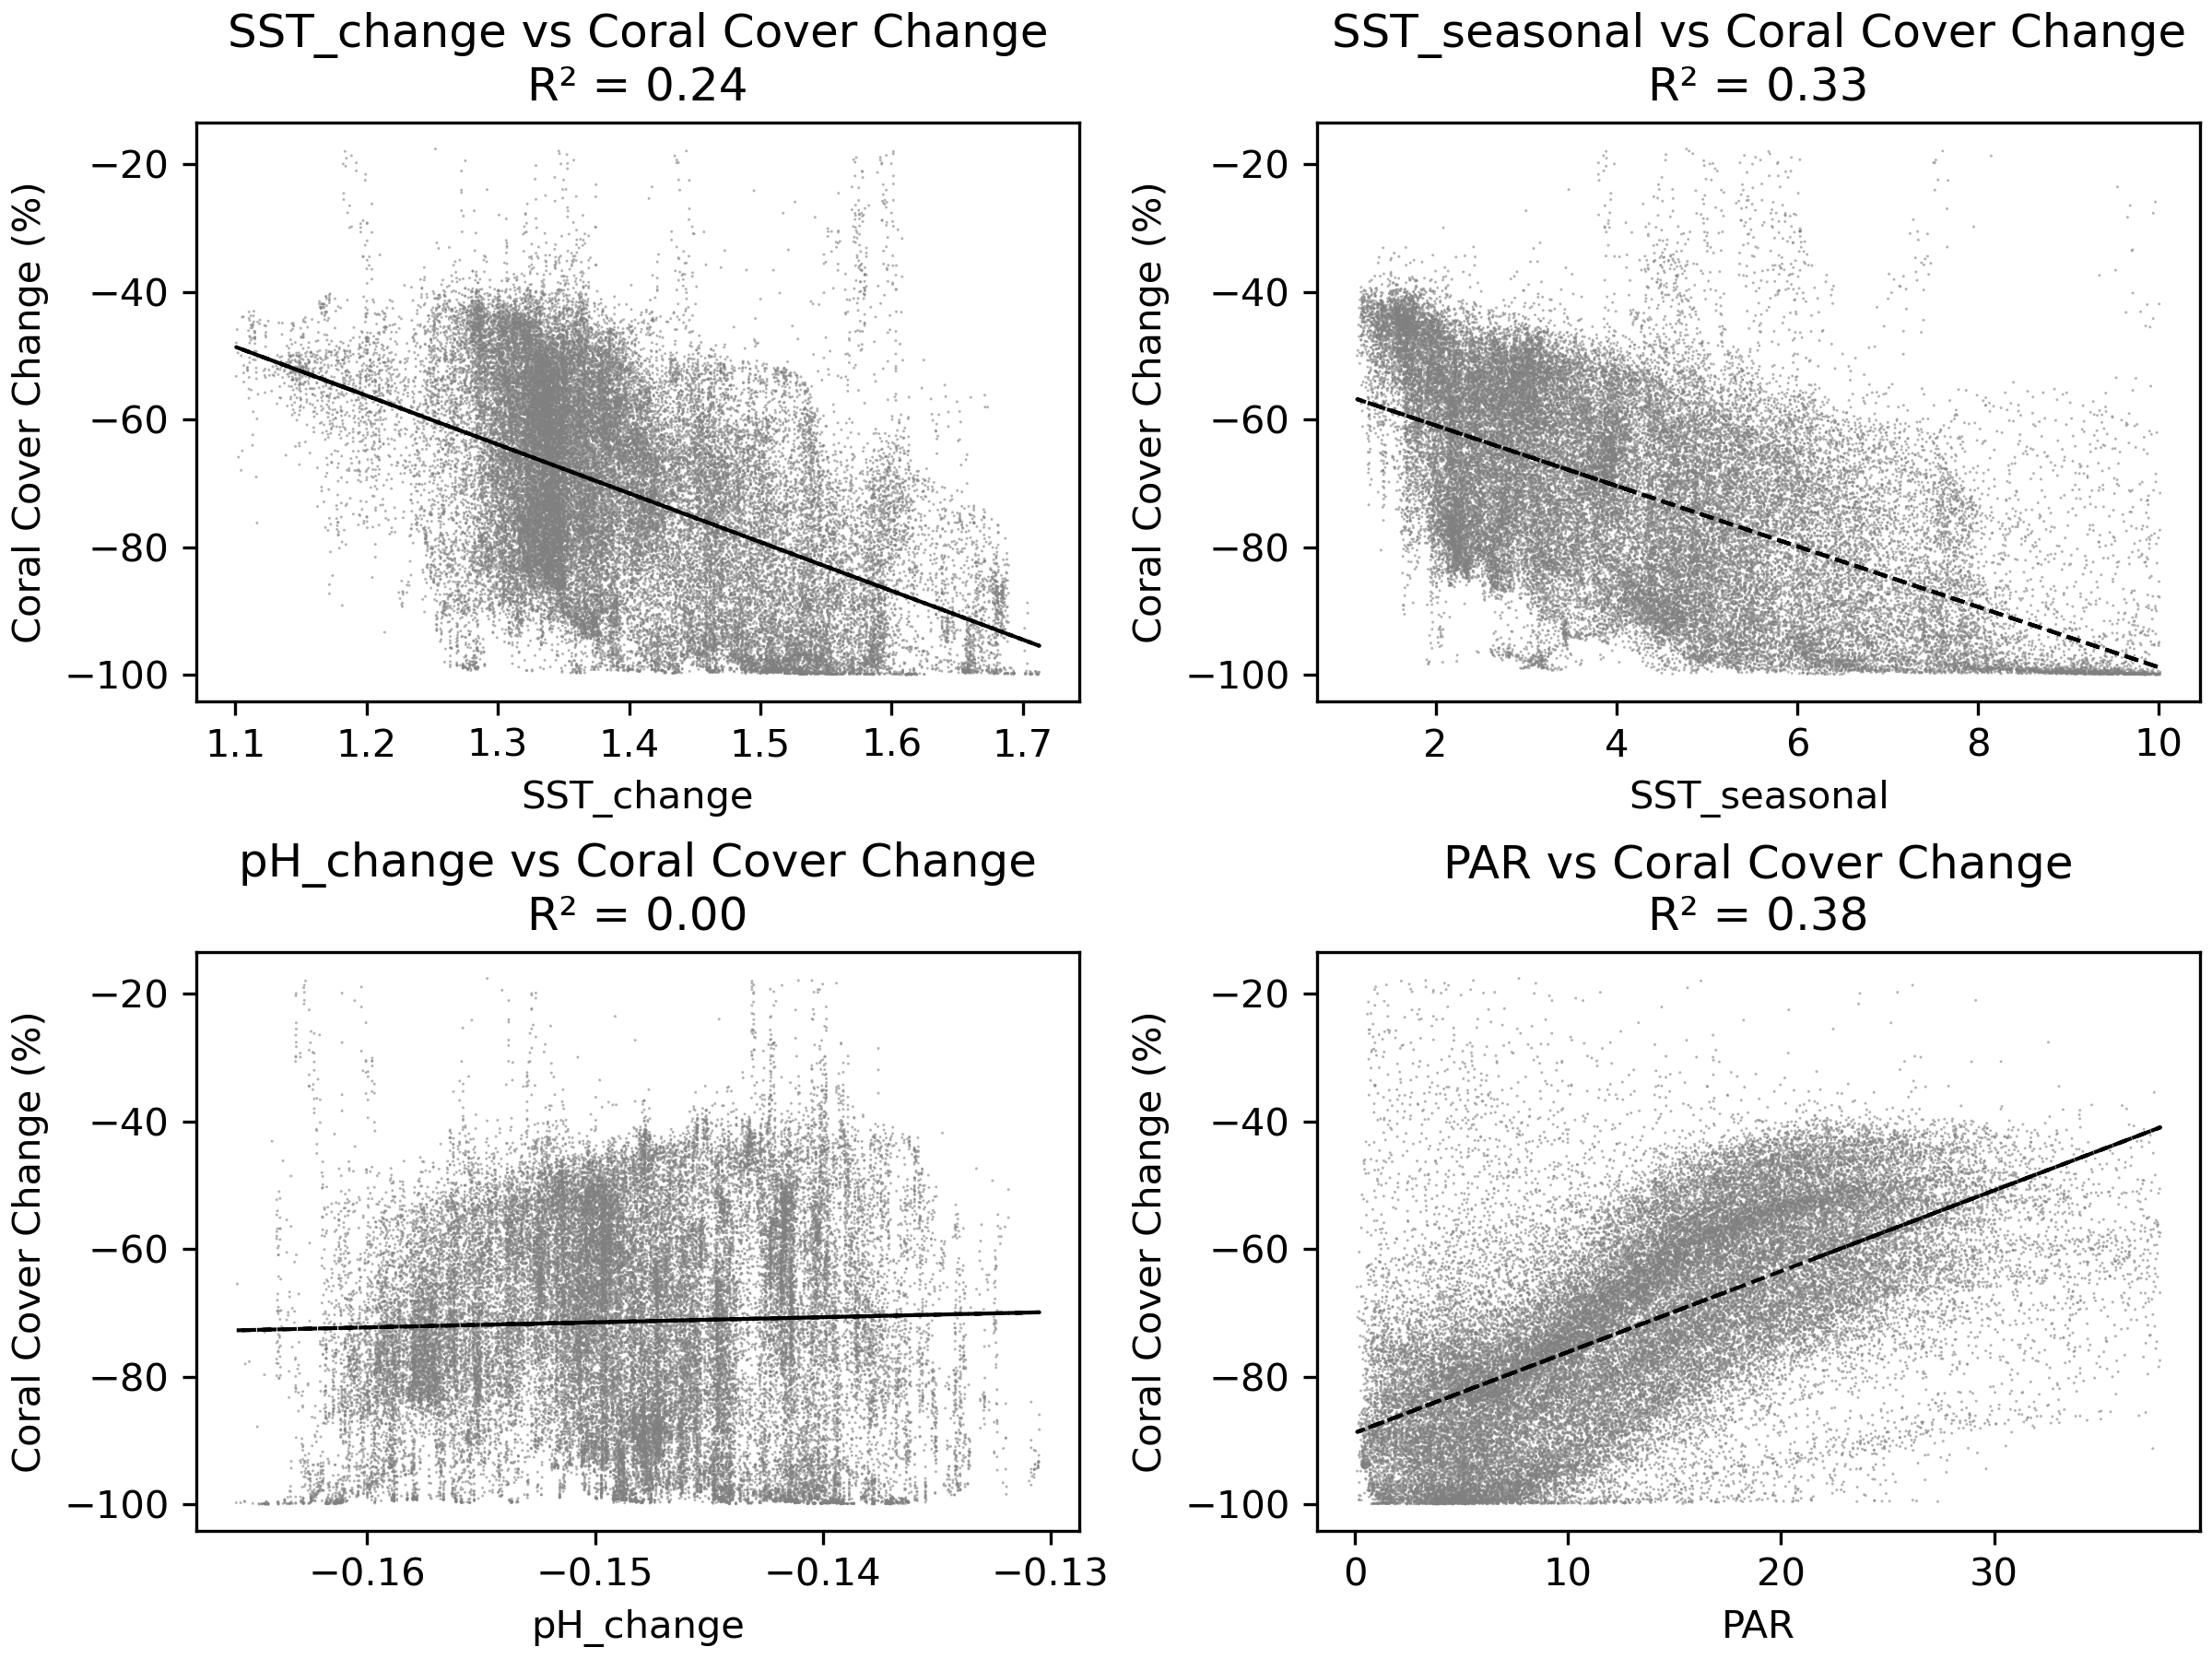 SST_change vs Coral Cover Change
R² = 0.24
Coral Cover Change (%)
−20
−40
−60
−80
−100
1.1 1.2 1.3 1.4 1.5 1.6 1.7
SST_change
SST_seasonal vs Coral Cover Change
R² = 0.33
Coral Cover Change (%)
−20
−40
−60
−80
−100
2 4 6 8 10
SST_seasonal
pH_change vs Coral Cover Change
R² = 0.00
Coral Cover Change (%)
−20
−40
−60
−80
−100
−0.16 −0.15 −0.14 −0.13
pH_change
PAR vs Coral Cover Change
R² = 0.38
Coral Cover Change (%)
−20
−40
−60
−80
−100
0 10 20 30
PAR